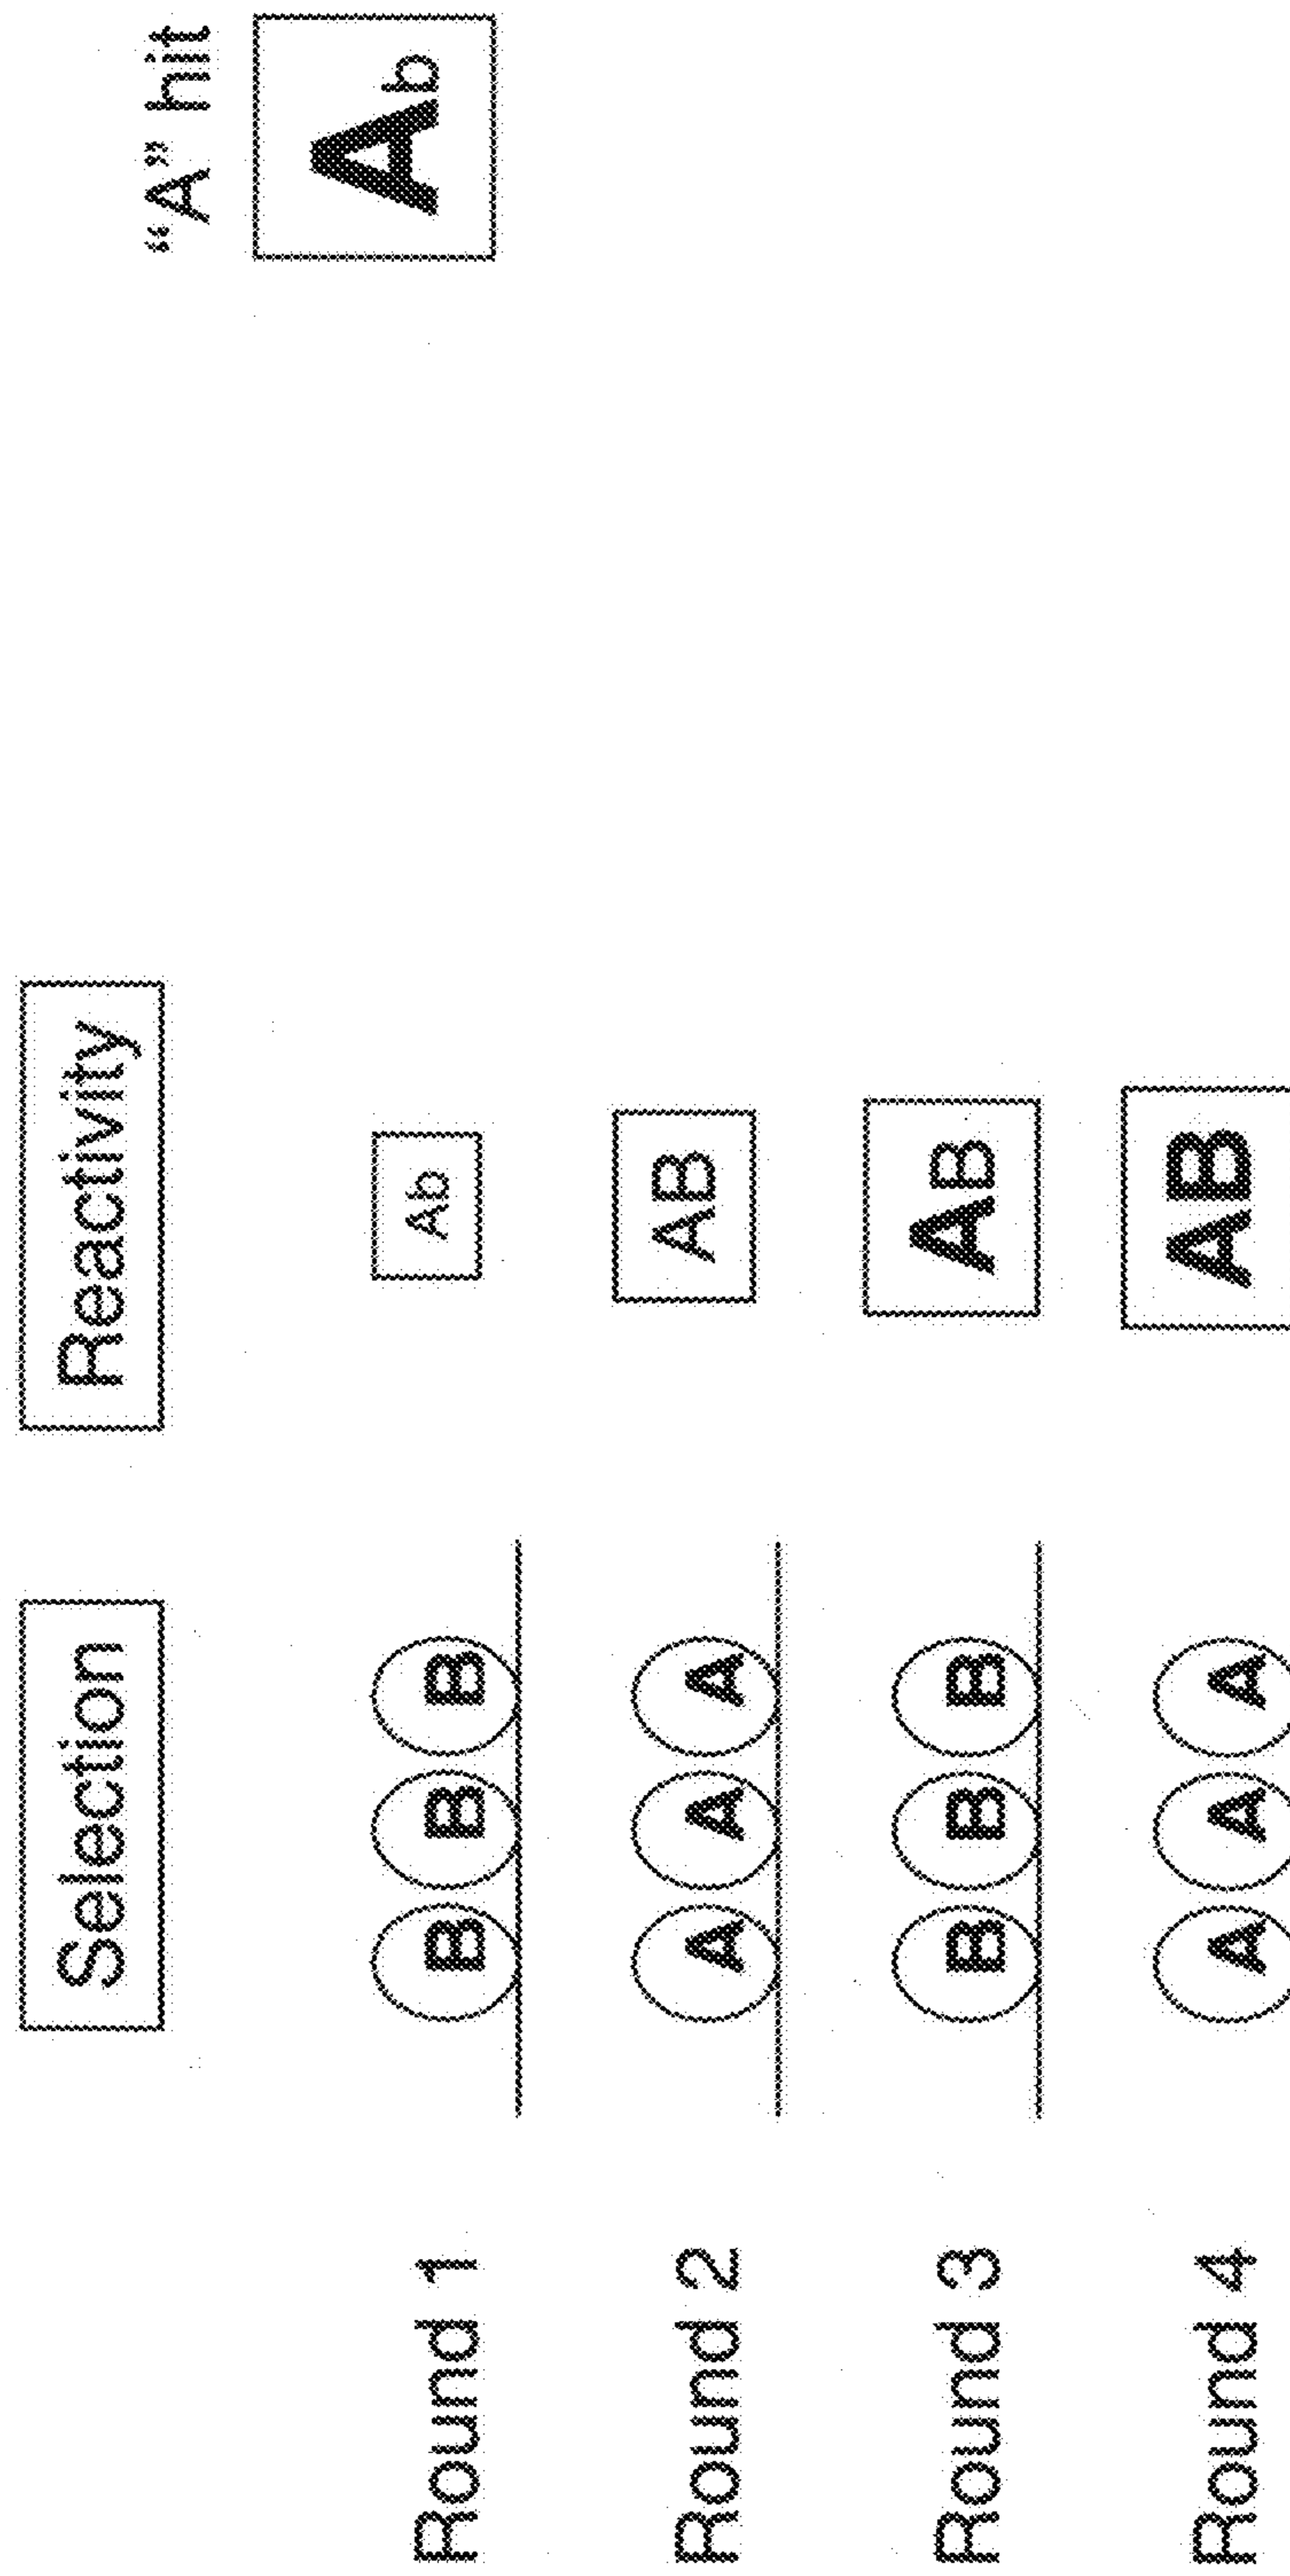 Selection Reactivity
"A" hit
Ab
Round 1 B B B Ab
Round 2 A A A AB
Round 3 B B B AB
Round 4 A A A AB